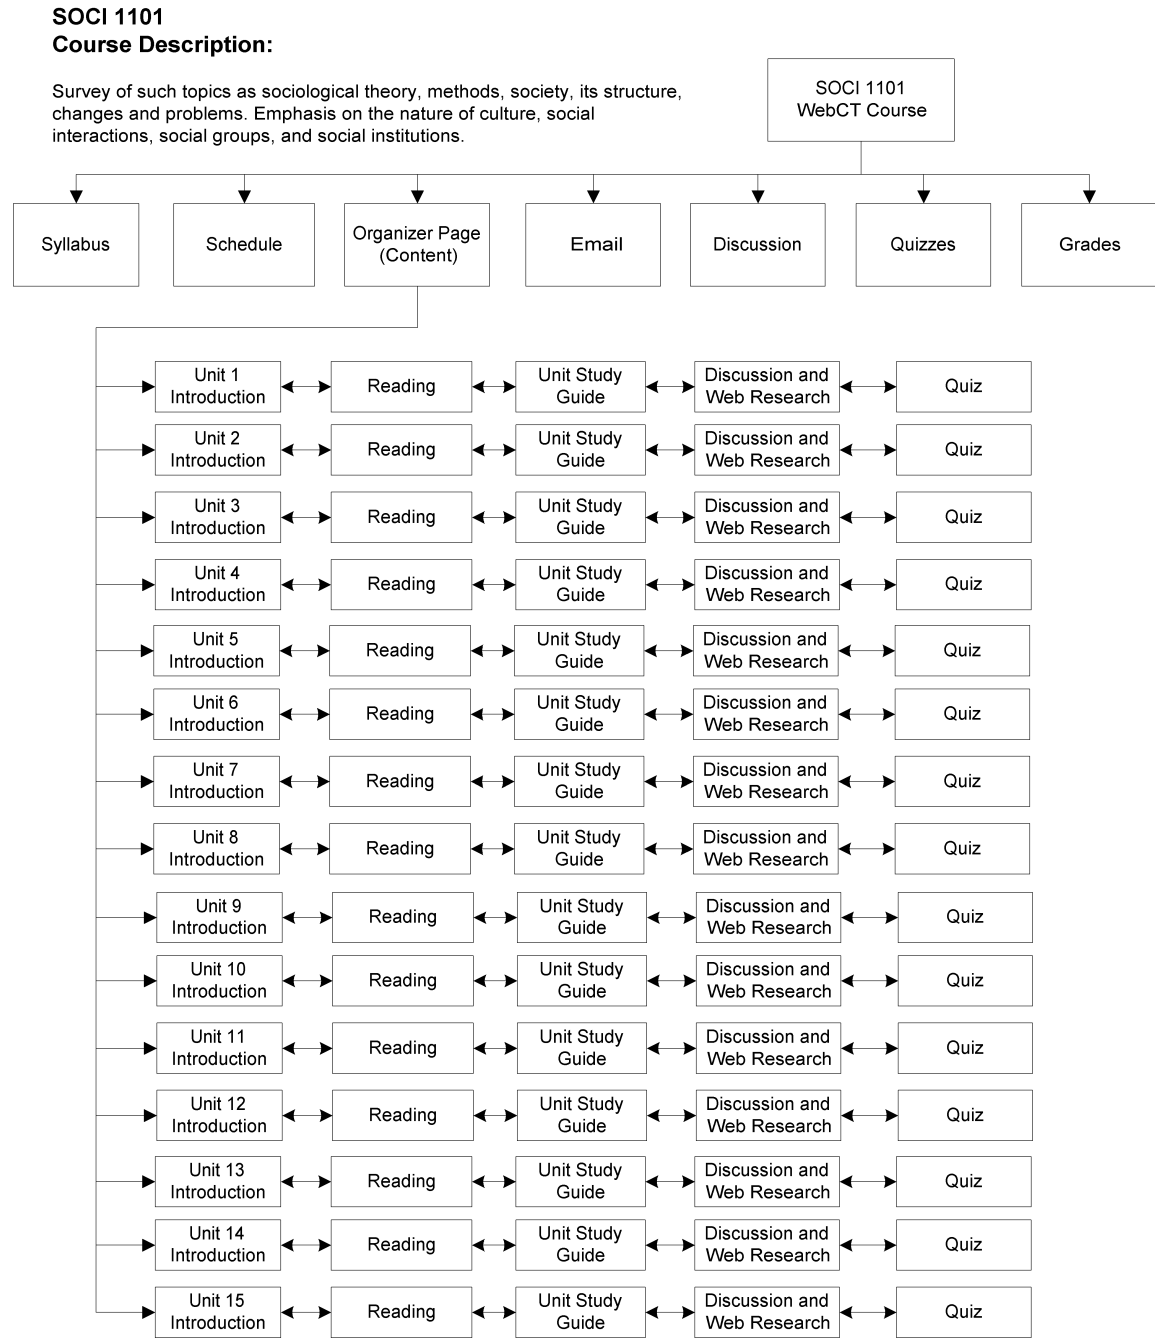 SOCI 1101
Course Description:
Survey of such topics as sociological theory, methods, society, its structure,
changes and problems. Emphasis on the nature of culture, social
interactions, social groups, and social institutions.
SOCI 1101
WebCT Course
Syllabus
Schedule
Organizer Page
(Content)
Email
Discussion
Quizzes
Grades
Unit 1
Introduction
Reading
Unit Study
Guide
Discussion and
Web Research
Quiz
Unit 2
Introduction
Reading
Unit Study
Guide
Discussion and
Web Research
Quiz
Unit 3
Introduction
Reading
Unit Study
Guide
Discussion and
Web Research
Quiz
Unit 4
Introduction
Reading
Unit Study
Guide
Discussion and
Web Research
Quiz
Unit 5
Introduction
Reading
Unit Study
Guide
Discussion and
Web Research
Quiz
Unit 6
Introduction
Reading
Unit Study
Guide
Discussion and
Web Research
Quiz
Unit 7
Introduction
Reading
Unit Study
Guide
Discussion and
Web Research
Quiz
Unit 8
Introduction
Reading
Unit Study
Guide
Discussion and
Web Research
Quiz
Unit 9
Introduction
Reading
Unit Study
Guide
Discussion and
Web Research
Quiz
Unit 10
Introduction
Reading
Unit Study
Guide
Discussion and
Web Research
Quiz
Unit 11
Introduction
Reading
Unit Study
Guide
Discussion and
Web Research
Quiz
Unit 12
Introduction
Reading
Unit Study
Guide
Discussion and
Web Research
Quiz
Unit 13
Introduction
Reading
Unit Study
Guide
Discussion and
Web Research
Quiz
Unit 14
Introduction
Reading
Unit Study
Guide
Discussion and
Web Research
Quiz
Unit 15
Introduction
Reading
Unit Study
Guide
Discussion and
Web Research
Quiz